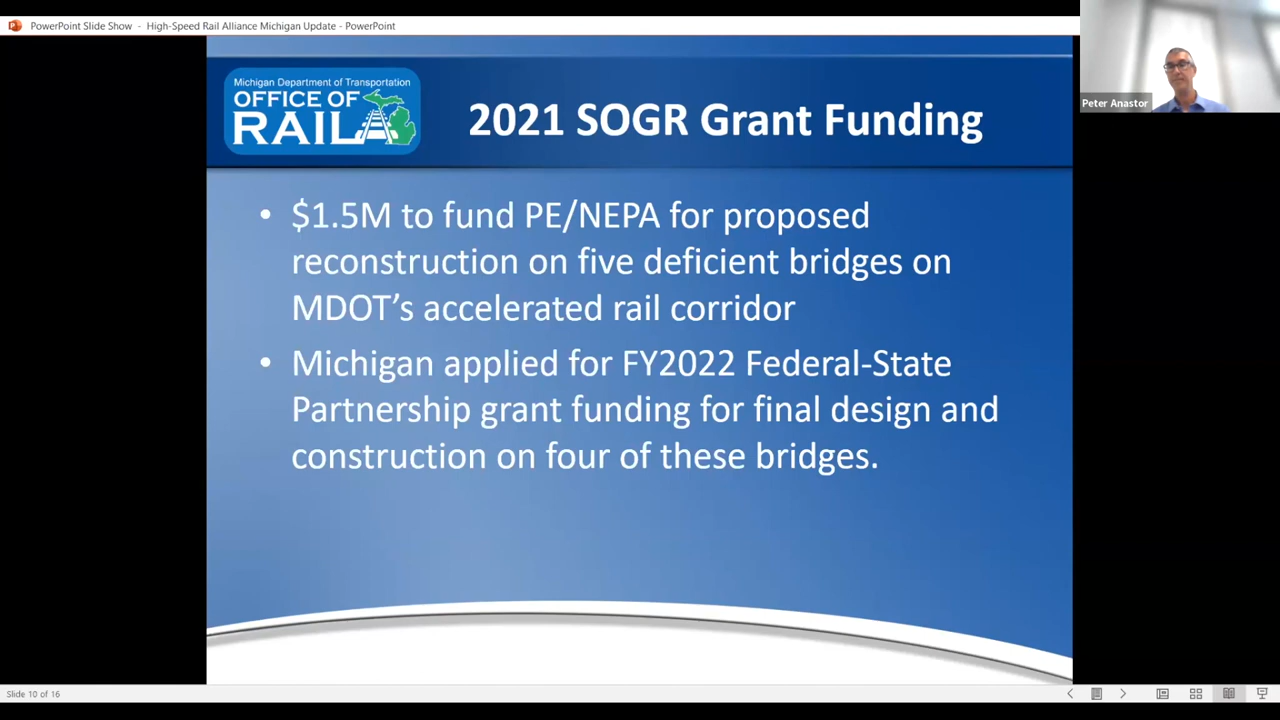 PowerPoint Slide Show - High-Speed Rail Alliance Michigan Update - PowerPoint
Peter Anastor
Michigan Department of Transportation
OFFICE OF
RAIL
2021 SOGR Grant Funding
• $1.5M to fund PE/NEPA for proposed
reconstruction on five deficient bridges on
MDOT’s accelerated rail corridor
• Michigan applied for FY2022 Federal-State
Partnership grant funding for final design and
construction on four of these bridges.
Slide 10 of 16